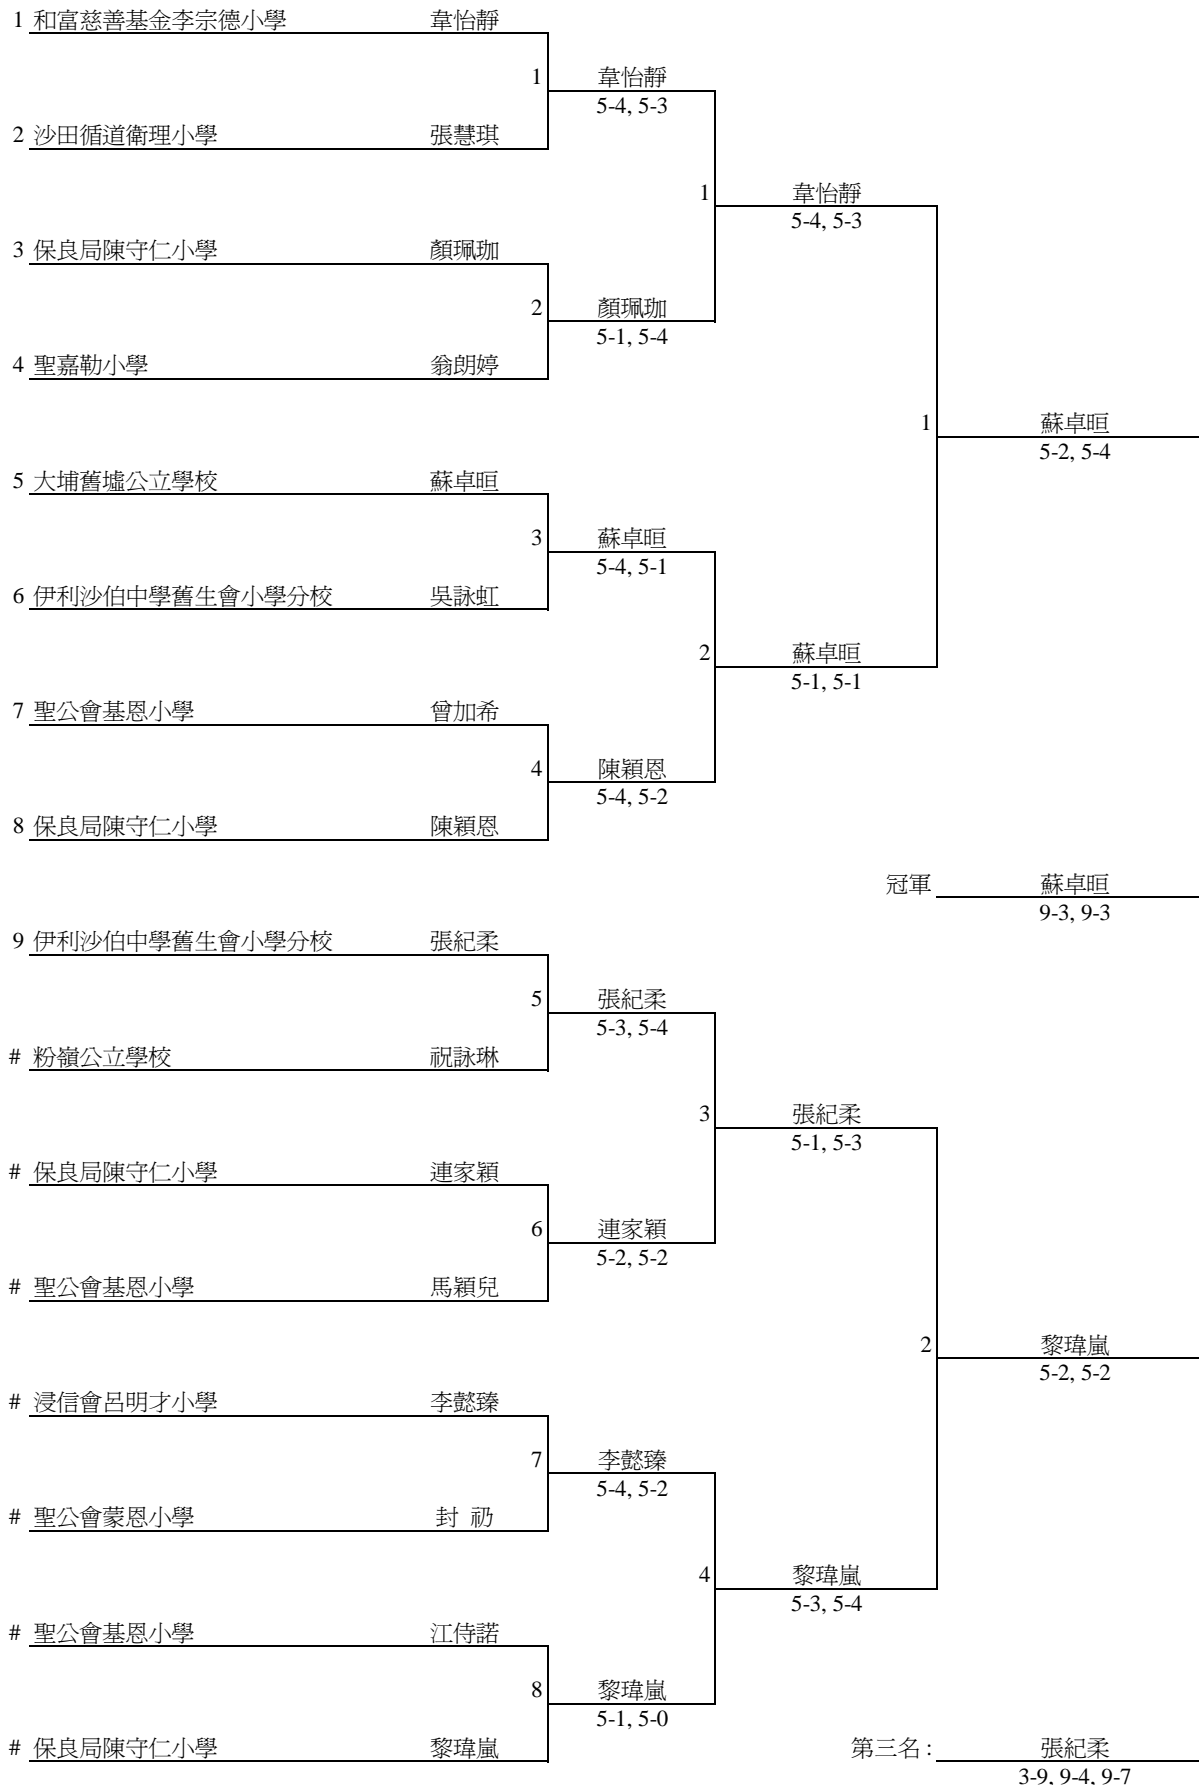 1 和富慈善基金李宗德小學 韋怡靜
1 韋怡靜
5-4, 5-3
2 沙田循道衛理小學 張慧琪
1 韋怡靜
5-4, 5-3
3 保良局陳守仁小學 顏珮珈
2 顏珮珈
5-1, 5-4
4 聖嘉勒小學 翁朗婷
1 蘇卓晅
5-2, 5-4
5 大埔舊墟公立學校 蘇卓晅
3 蘇卓晅
5-4, 5-1
6 伊利沙伯中學舊生會小學分校 吳詠虹
2 蘇卓晅
5-1, 5-1
7 聖公會基恩小學 曾加希
4 陳穎恩
5-4, 5-2
8 保良局陳守仁小學 陳穎恩
冠軍 蘇卓晅
9-3, 9-3
9 伊利沙伯中學舊生會小學分校 張紀柔
5 張紀柔
5-3, 5-4
# 粉嶺公立學校 祝詠琳
3 張紀柔
5-1, 5-3
# 保良局陳守仁小學 連家穎
6 連家穎
5-2, 5-2
# 聖公會基恩小學 馬穎兒
2 黎瑋嵐
5-2, 5-2
# 浸信會呂明才小學 李懿臻
7 李懿臻
5-4, 5-2
# 聖公會蒙恩小學 封 礽
4 黎瑋嵐
5-3, 5-4
# 聖公會基恩小學 江侍諾
8 黎瑋嵐
5-1, 5-0
# 保良局陳守仁小學 黎瑋嵐
第三名 : 張紀柔
3-9, 9-4, 9-7